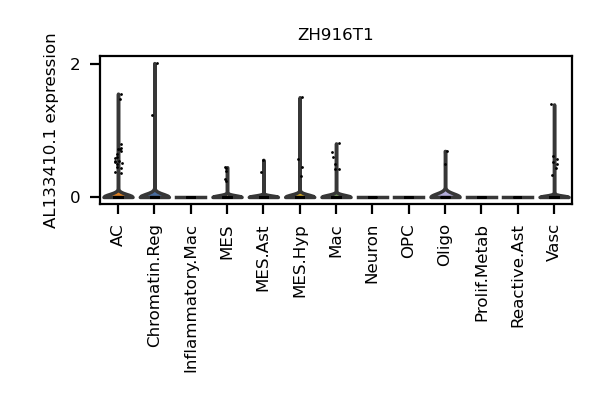 ZH916T1
AL133410.1 expression
2
0
AC
Chromatin.Reg
Inflammatory.Mac
MES
MES.Ast
MES.Hyp
Mac
Neuron
OPC
Oligo
Prolif.Metab
Reactive.Ast
Vasc